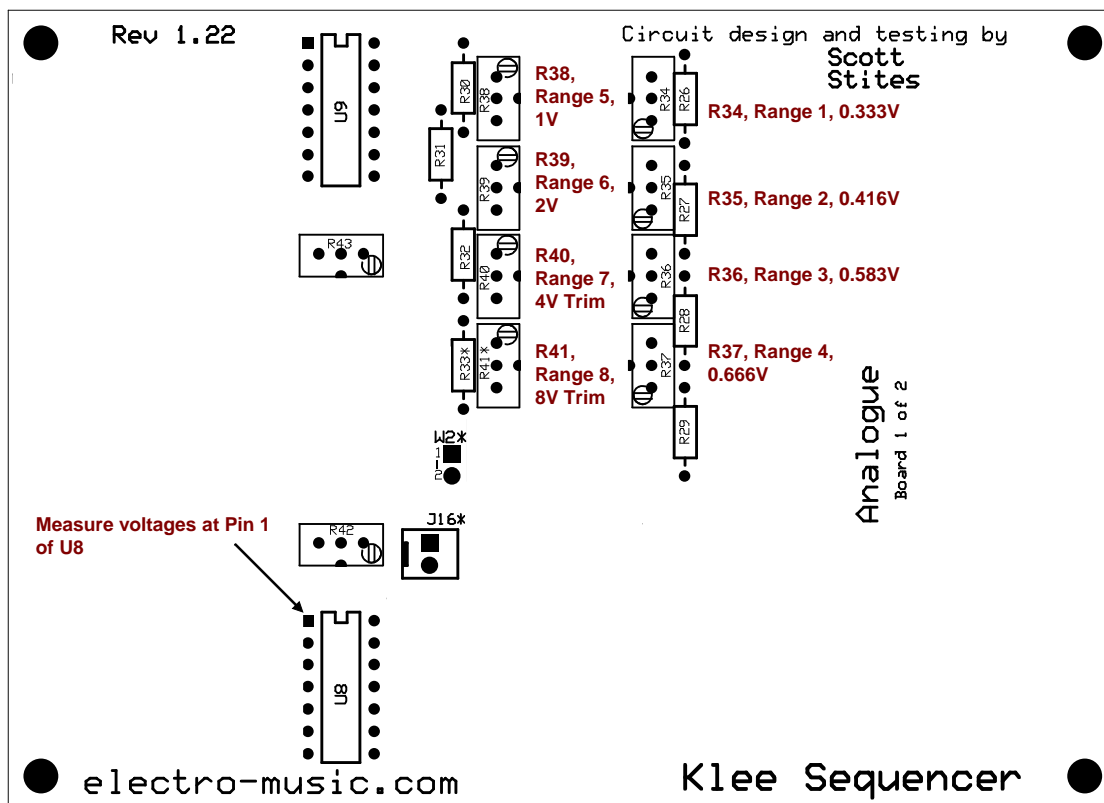 Rev 1.22
Circuit design and testing by
Scott
Stites
U9
R30
R38
R38,
Range 5,
1V
R34
R26
R34, Range 1, 0.333V
R31
R39
R39,
Range 6,
2V
R35
R27
R35, Range 2, 0.416V
R43
R32
R40
R40,
Range 7,
4V Trim
R36
R28
R36, Range 3, 0.583V
R33*
R41*
R41,
Range 8,
8V Trim
R37
R29
R37, Range 4,
0.666V
Analogue
Board 1 of 2
W2*
1
2
J16*
R42
Measure voltages at Pin 1
of U8
U8
electro-music.com
Klee Sequencer